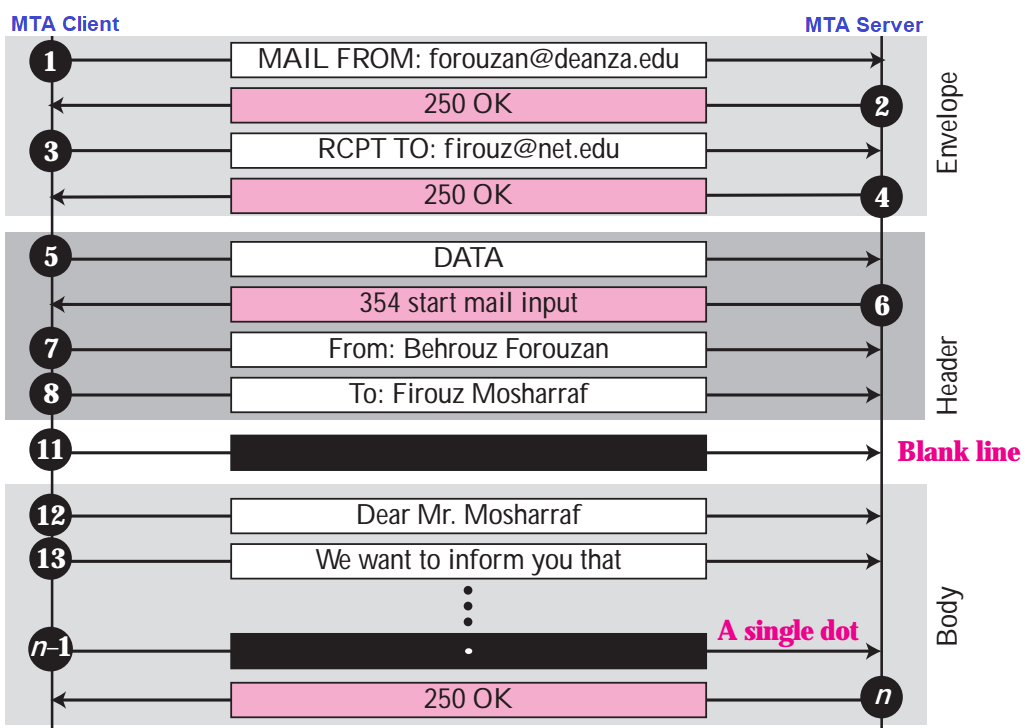 MTA Client
MTA Server
1
MAIL FROM: forouzan@deanza.edu
250 OK
2
3
RCPT TO: firouz@net.edu
250 OK
4
Envelope
5
DATA
354 start mail input
6
7
From: Behrouz Forouzan
8
To: Firouz Mosharraf
Header
11
Blank line
12
Dear Mr. Mosharraf
13
We want to inform you that
n–1
.
A single dot
250 OK
n
Body